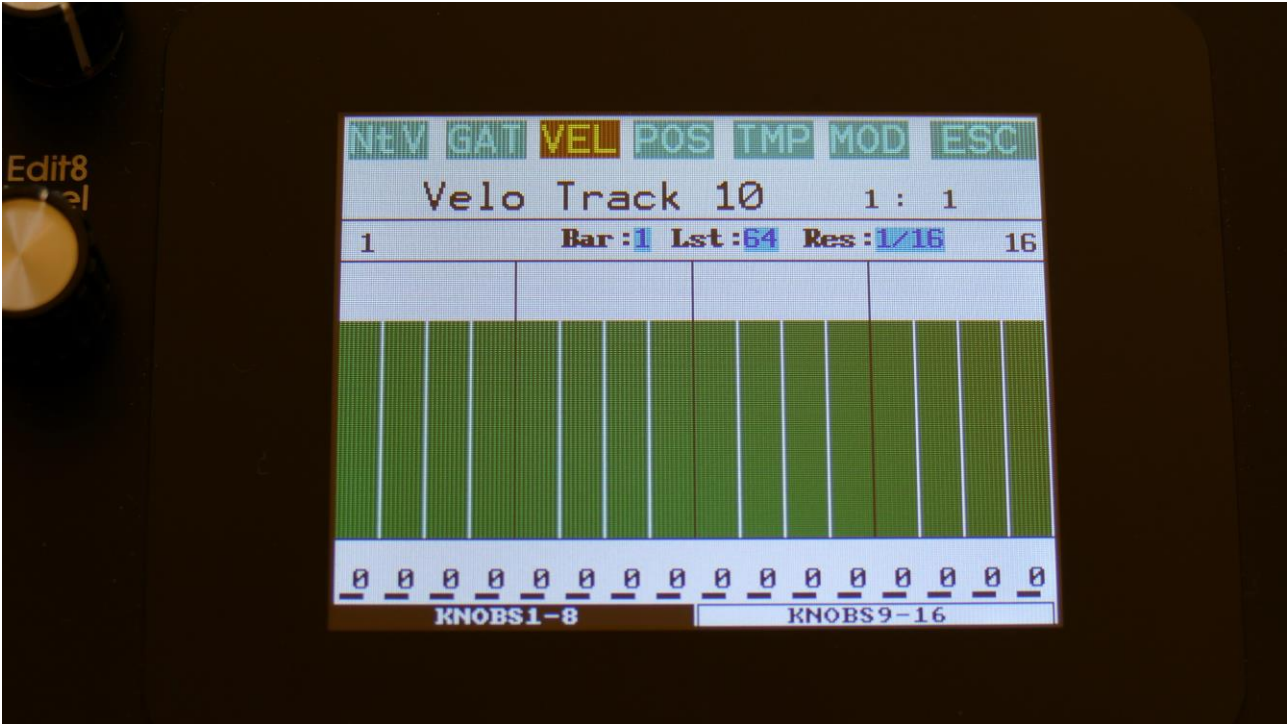 NtV GAT VEL POS TMP MOD ESC
Edit8
Velo Track 10 1: 1
1 Bar:1 Lst:64 Res:1/16 16
0 0 0 0 0 0 0 0 0 0 0 0 0 0 0 0
KNOBS1-8 KNOBS9-16